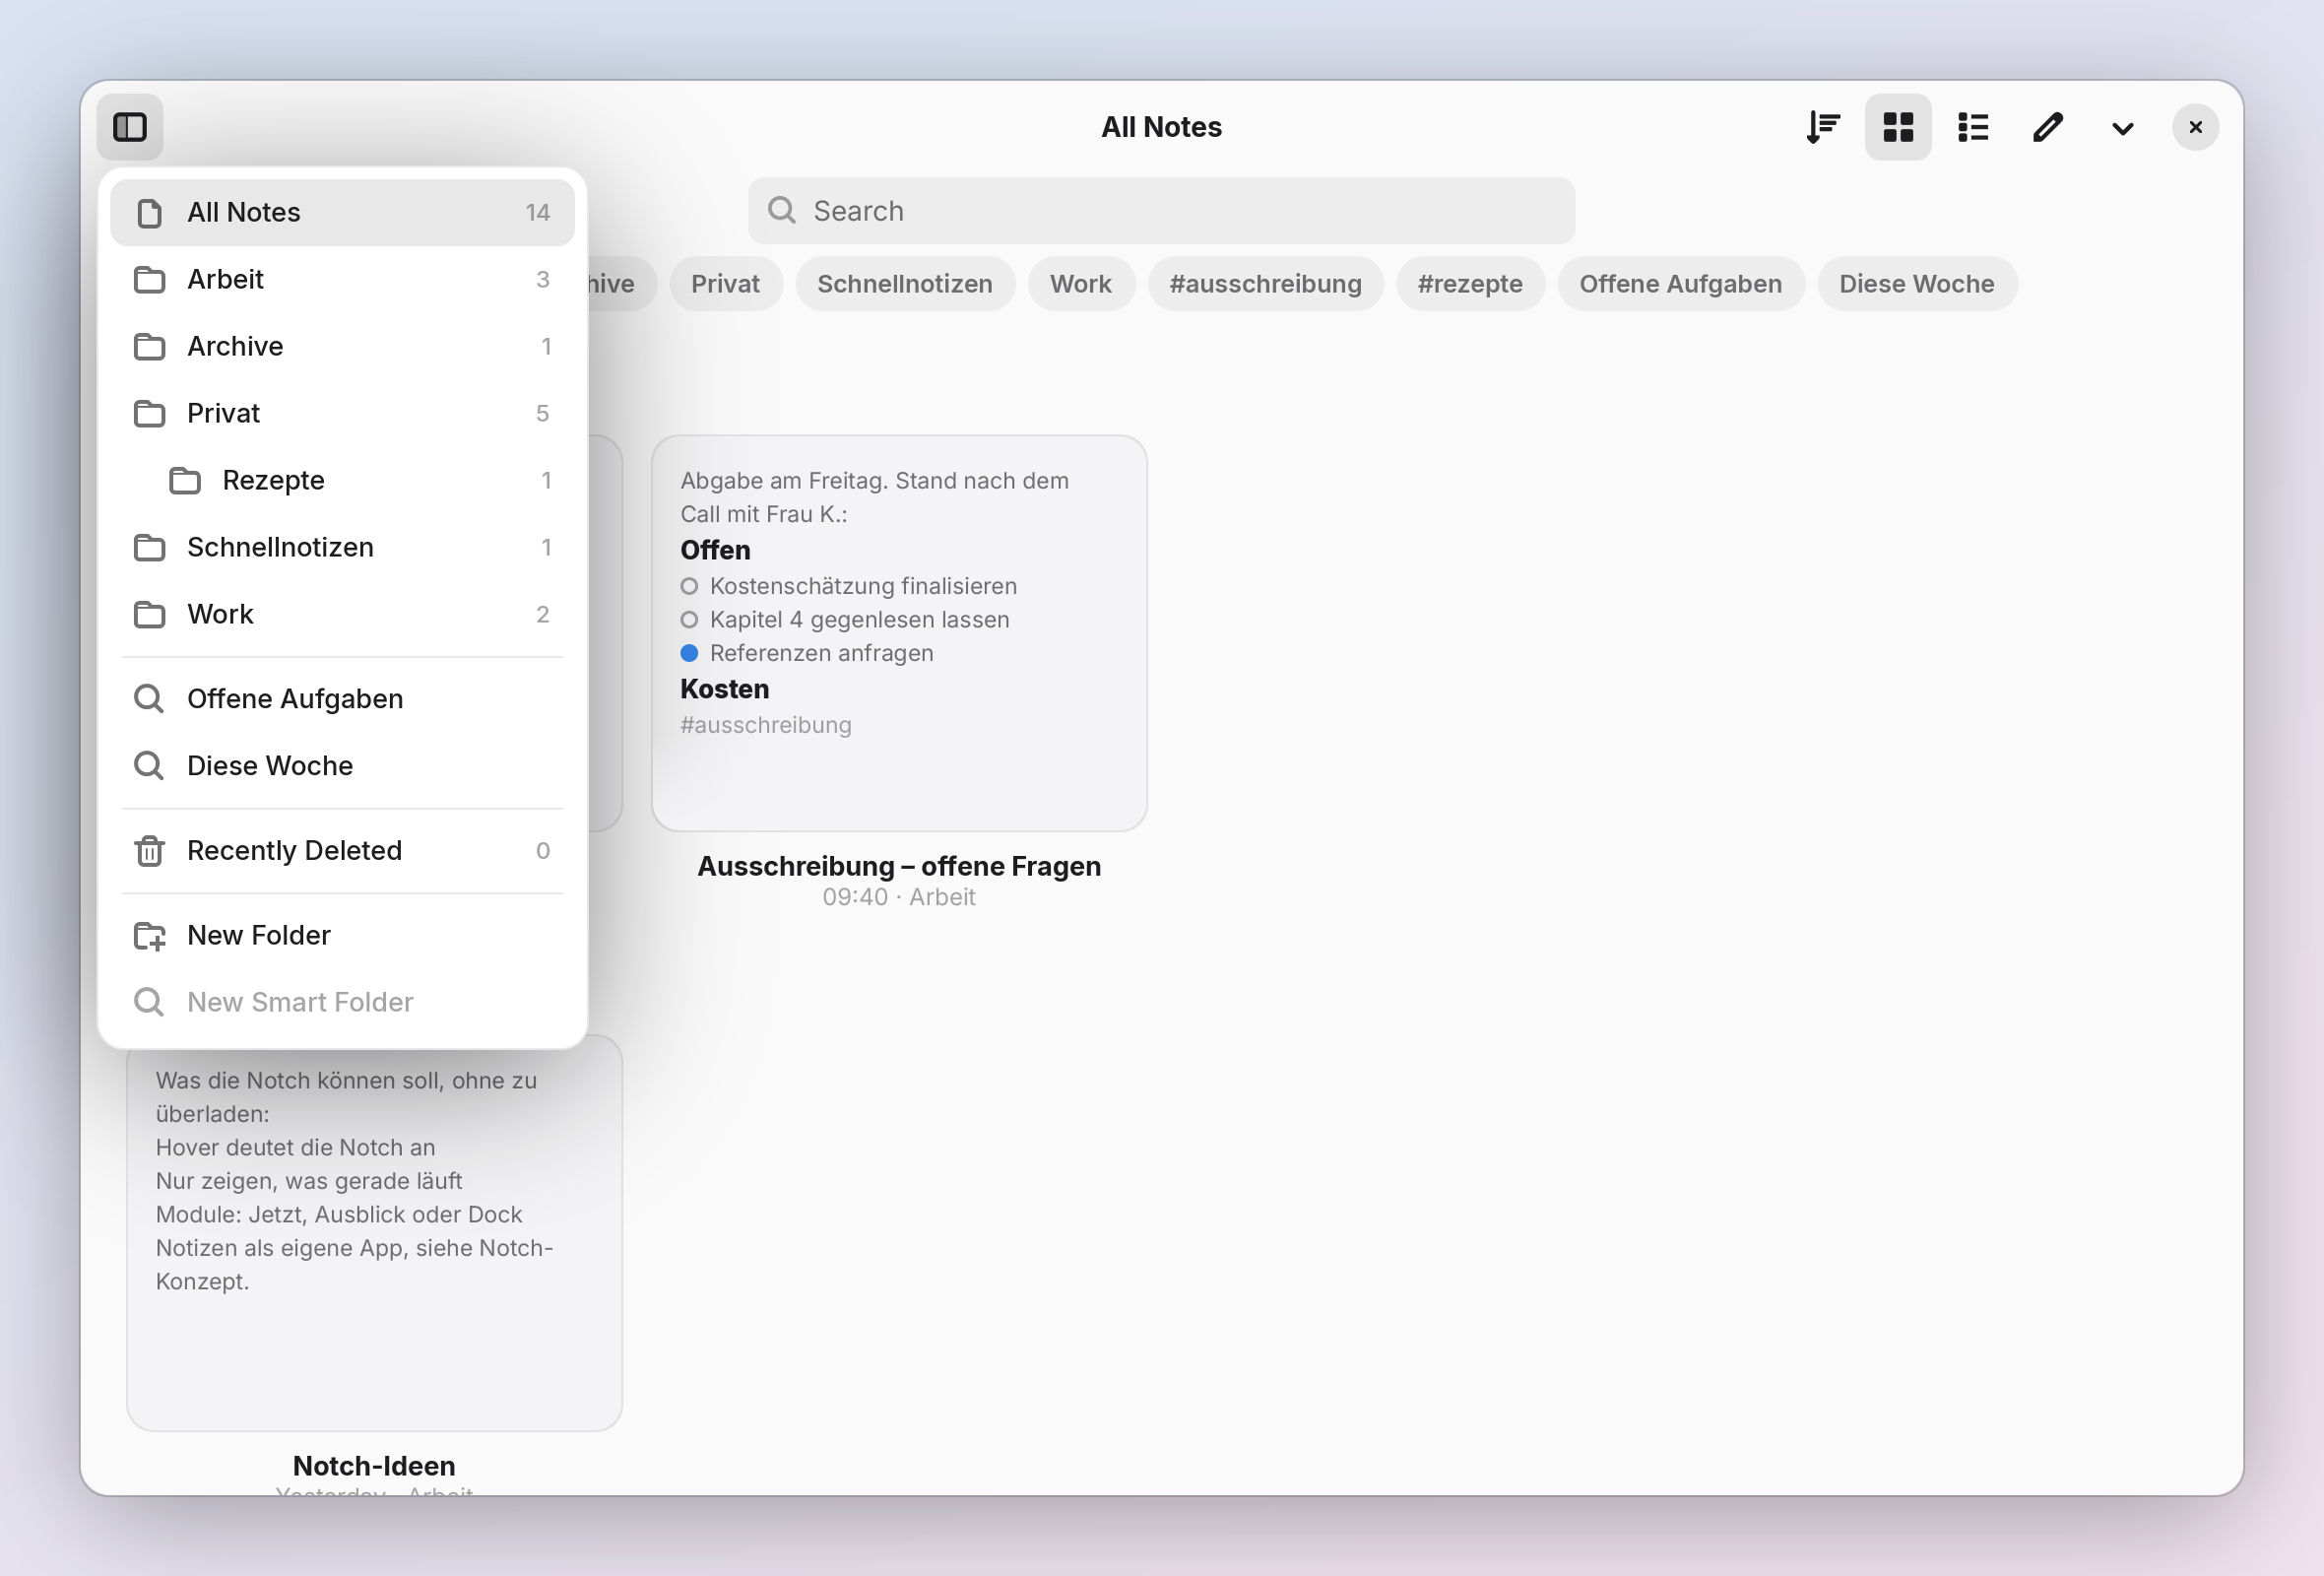 All Notes
Search
All Notes 14
Arbeit 3
Archive 1
Privat 5
Rezepte 1
Schnellnotizen 1
Work 2
Offene Aufgaben
Diese Woche
Recently Deleted 0
New Folder
New Smart Folder
Privat
Schnellnotizen
Work
#ausschreibung
#rezepte
Offene Aufgaben
Diese Woche
Abgabe am Freitag. Stand nach dem
Call mit Frau K.:
Offen
Kostenschätzung finalisieren
Kapitel 4 gegenlesen lassen
Referenzen anfragen
Kosten
#ausschreibung
Ausschreibung – offene Fragen
09:40 · Arbeit
Was die Notch können soll, ohne zu
überladen:
Hover deutet die Notch an
Nur zeigen, was gerade läuft
Module: Jetzt, Ausblick oder Dock
Notizen als eigene App, siehe Notch-
Konzept.
Notch-Ideen
Yesterday · Arbeit